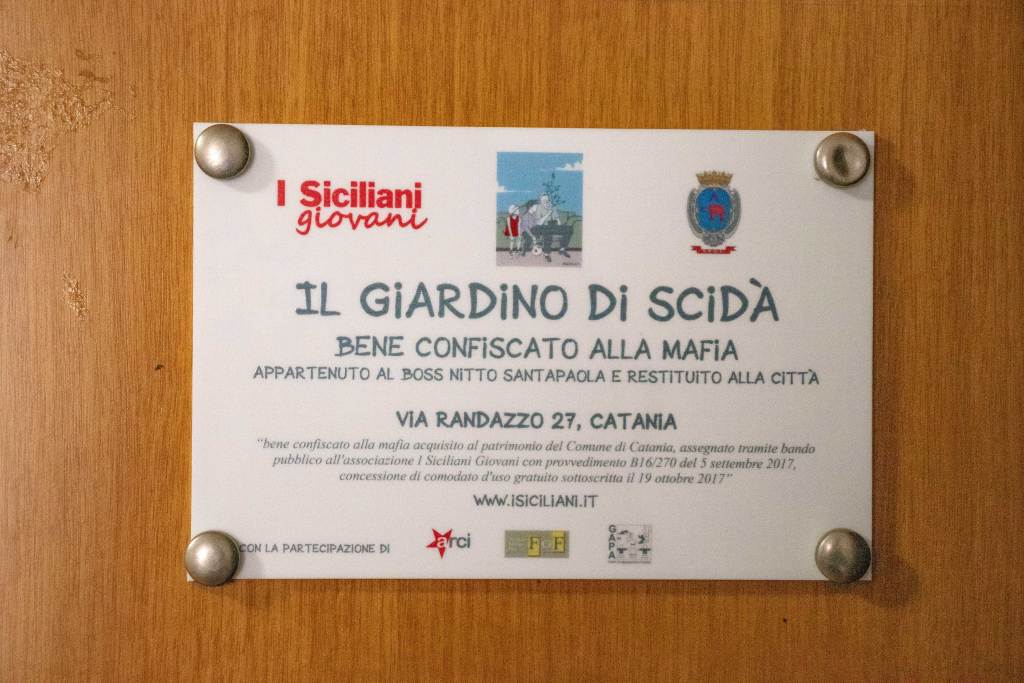 I Siciliani
giovani
IL GIARDINO DI SCIDÀ
BENE CONFISCATO ALLA MAFIA
APPARTENUTO AL BOSS NITTO SANTAPAOLA E RESTITUITO ALLA CITTÀ
VIA RANDAZZO 27, CATANIA
“bene confiscato alla mafia acquisito al patrimonio del Comune di Catania, assegnato tramite bando
pubblico all'associazione I Siciliani Giovani con provvedimento B16/270 del 5 settembre 2017,
concessione di comodato d'uso gratuito sottoscritta il 19 ottobre 2017”
WWW.ISICILIANI.IT
CON LA PARTECIPAZIONE DI
arci
FGF
GAPA